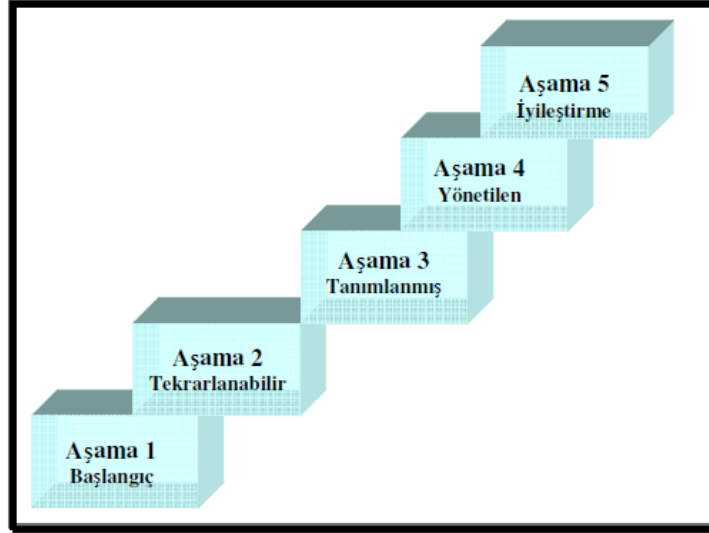 Aşama 5
İyileştirme
Aşama 4
Yönetilen
Aşama 3
Tanımlanmış
Aşama 2
Tekrarlanabilir
Aşama 1
Başlangıç